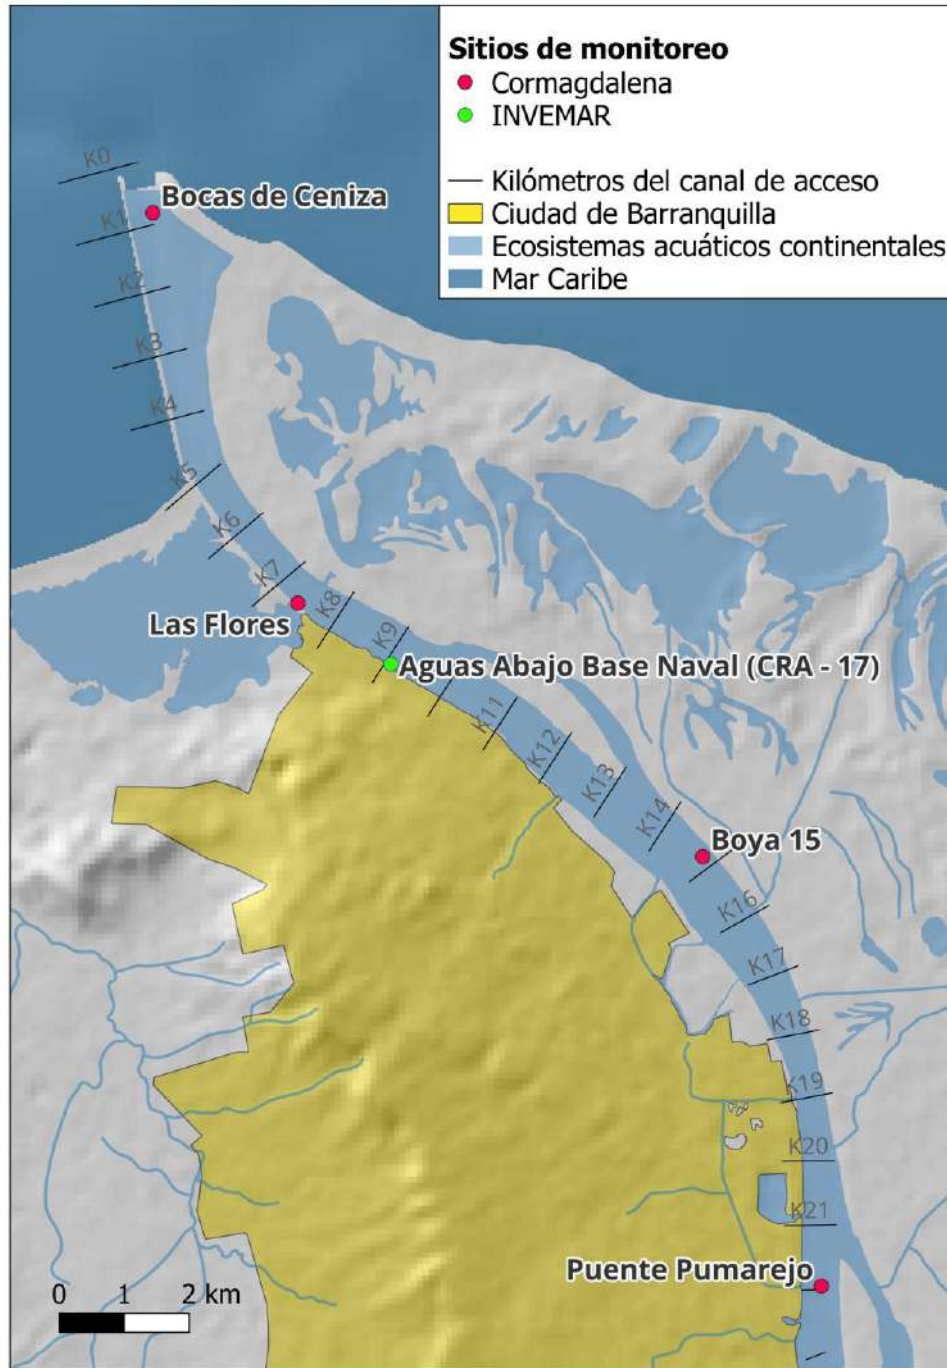 Sitios de monitoreo
Cormagdalena
INVEMAR
Kilómetros del canal de acceso
Ciudad de Barranquilla
Ecosistemas acuáticos continentales
Mar Caribe
K0
Bocas de Ceniza
K1
K2
K3
K4
K5
K6
K7
Las Flores
K8
K9
Aguas Abajo Base Naval (CRA - 17)
K11
K12
K13
K14
Boya 15
K16
K17
K18
K19
K20
K21
Puente Pumarejo
0 1 2 km